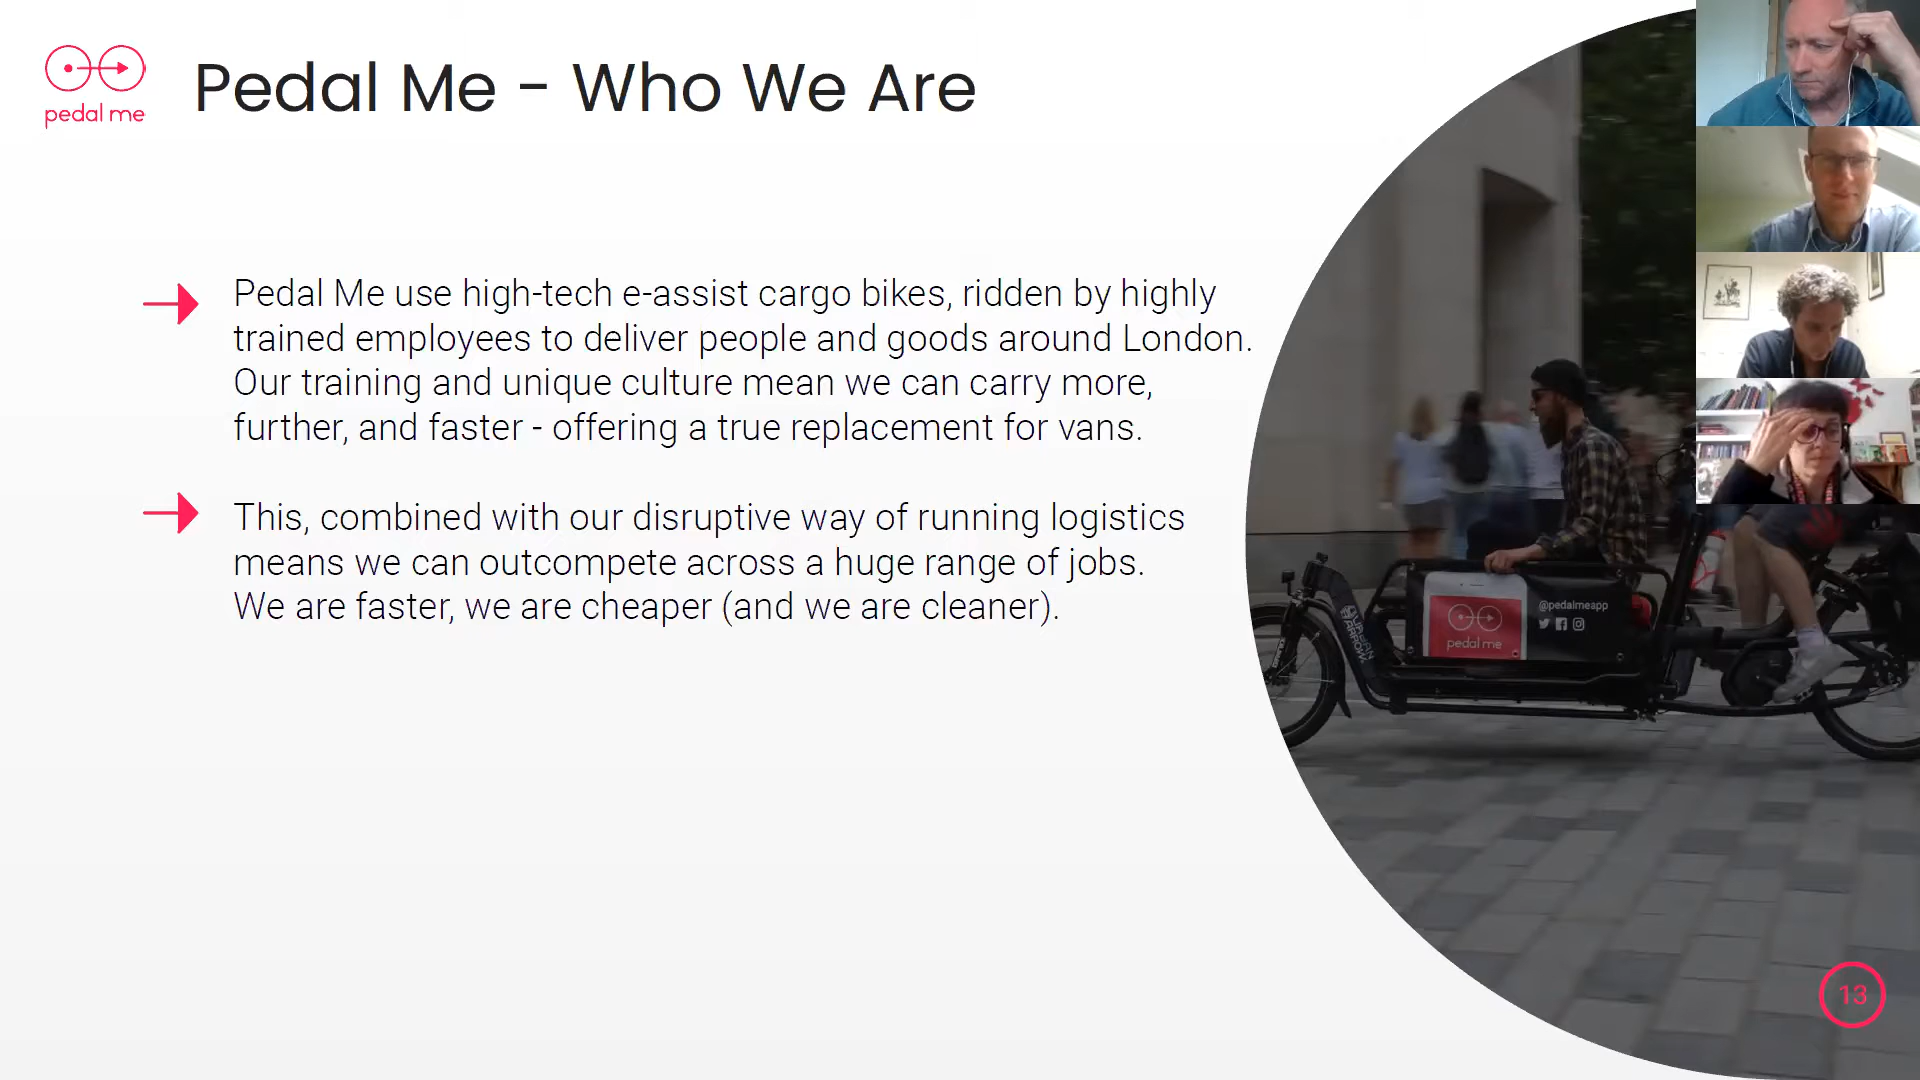 pedal me
Pedal Me - Who We Are
Pedal Me use high-tech e-assist cargo bikes, ridden by highly
trained employees to deliver people and goods around London.
Our training and unique culture mean we can carry more,
further, and faster - offering a true replacement for vans.
This, combined with our disruptive way of running logistics
means we can outcompete across a huge range of jobs.
We are faster, we are cheaper (and we are cleaner).
URBAN
ARROW
@pedalmeapp
pedal me
13